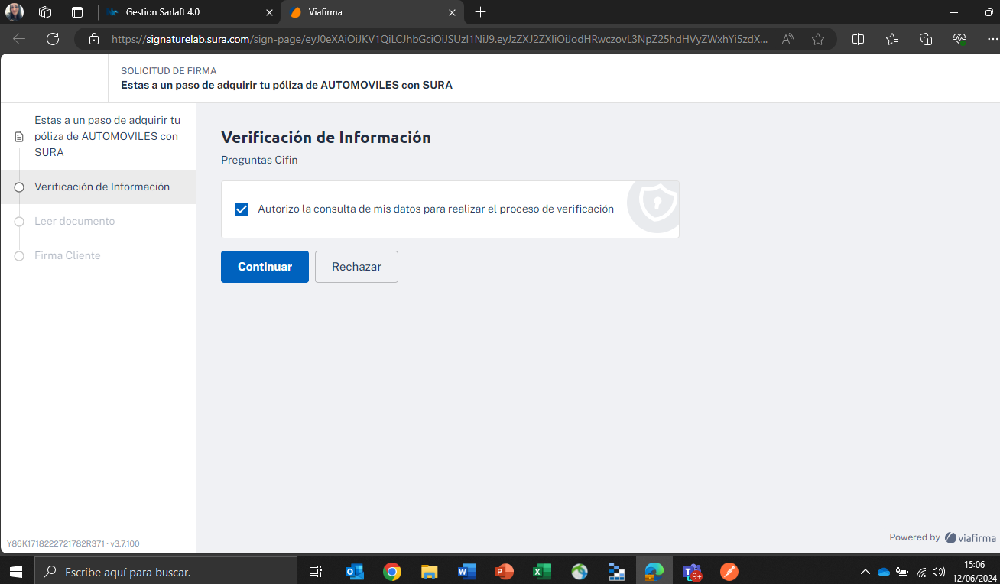 Gestion Sarlaft 4.0
Viafirma
https://signaturelab.sura.com/sign-page/eyJ0eXAiOiJKV1QiLCJhbGciOiJSUzI1NiJ9.eyJzZXJ2ZXIiOiJodHRwczovL3NpZ25hdHVyZWxhYi5zdX...
SOLICITUD DE FIRMA
Estas a un paso de adquirir tu póliza de AUTOMOVILES con SURA
Estas a un paso de adquirir tu
póliza de AUTOMOVILES con
SURA
Verificación de Información
Leer documento
Firma Cliente
Verificación de Información
Preguntas Cifin
Autorizo la consulta de mis datos para realizar el proceso de verificación
Continuar
Rechazar
Y86K1718222721782R371 · v3.7.100
Powered by viafirma
Escribe aquí para buscar.
9+
15:06
12/06/2024